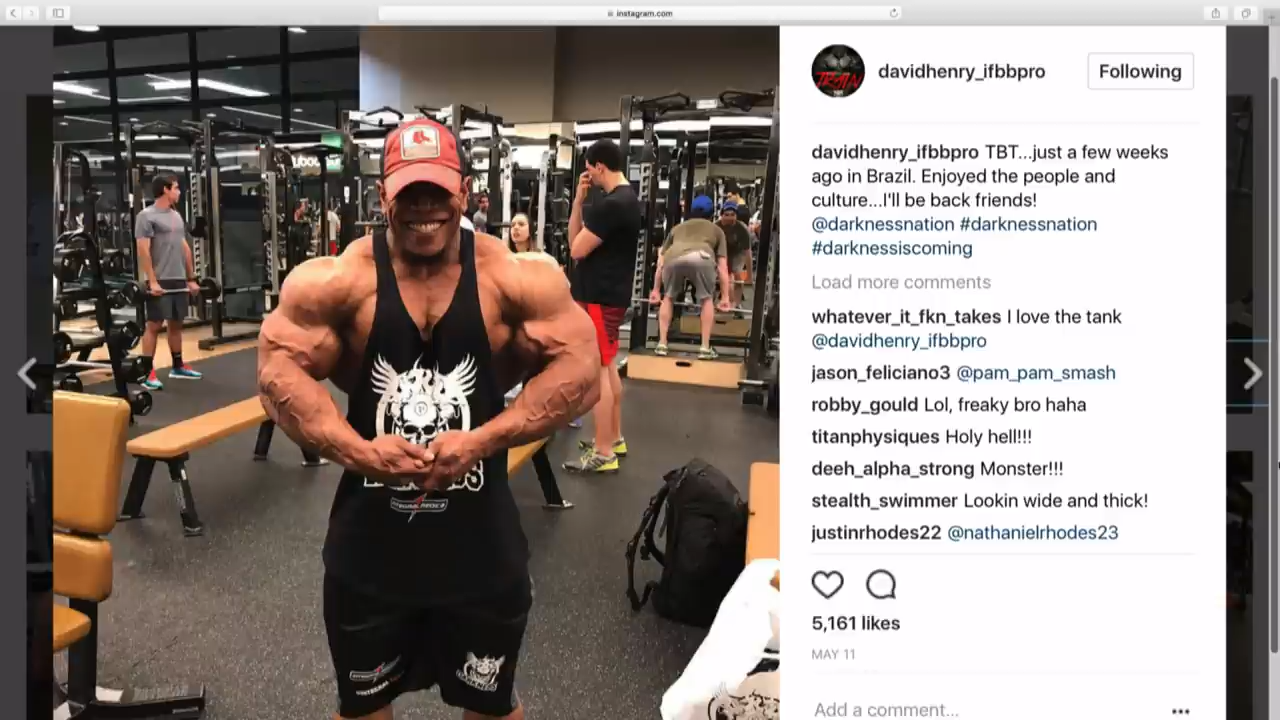 instagram.com
davidhenry_ifbbpro
Following
davidhenry_ifbbpro TBT...just a few weeks
ago in Brazil. Enjoyed the people and
culture...I'll be back friends!
@darknessnation #darknessnation
#darknessiscoming
Load more comments
whatever_it_fkn_takes I love the tank
@davidhenry_ifbbpro
jason_feliciano3 @pam_pam_smash
robby_gould Lol, freaky bro haha
titanphysiques Holy hell!!!
deeh_alpha_strong Monster!!!
stealth_swimmer Lookin wide and thick!
justinrhodes22 @nathanielrhodes23
5,161 likes
MAY 11
Add a comment...